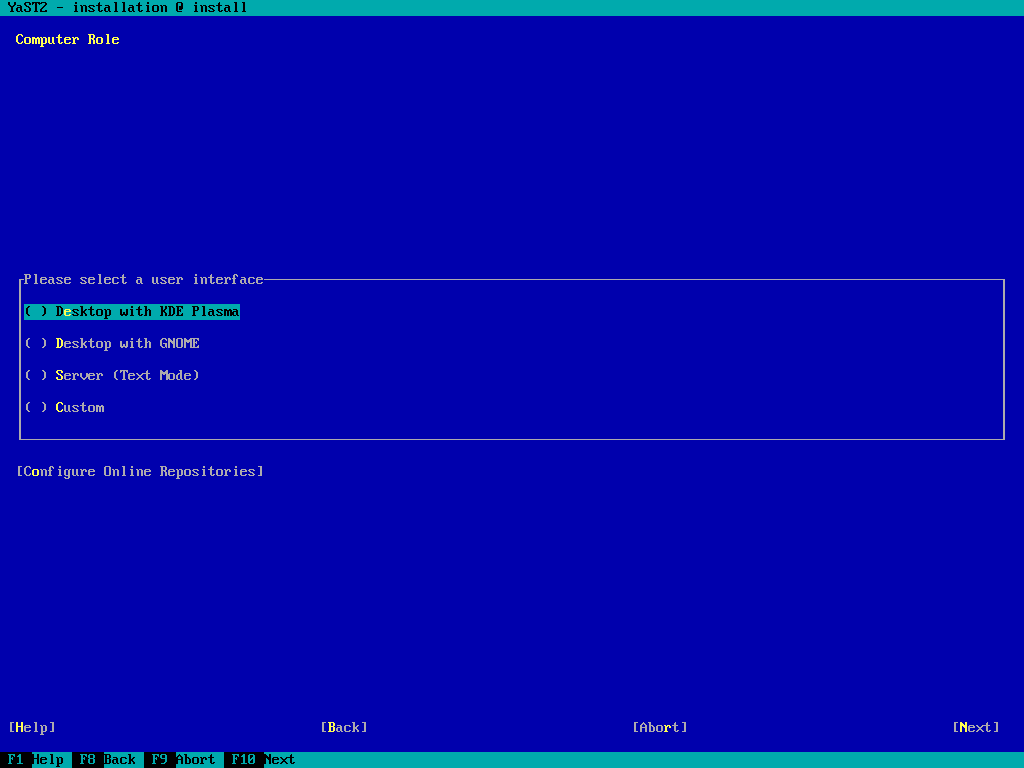 YaST2 - installation @ install
Computer Role
Please select a user interface
( ) Desktop with KDE Plasma
( ) Desktop with GNOME
( ) Server (Text Mode)
( ) Custom
[Configure Online Repositories]
[Help] [Back] [Abort] [Next]
F1 Help F8 Back F9 Abort F10 Next